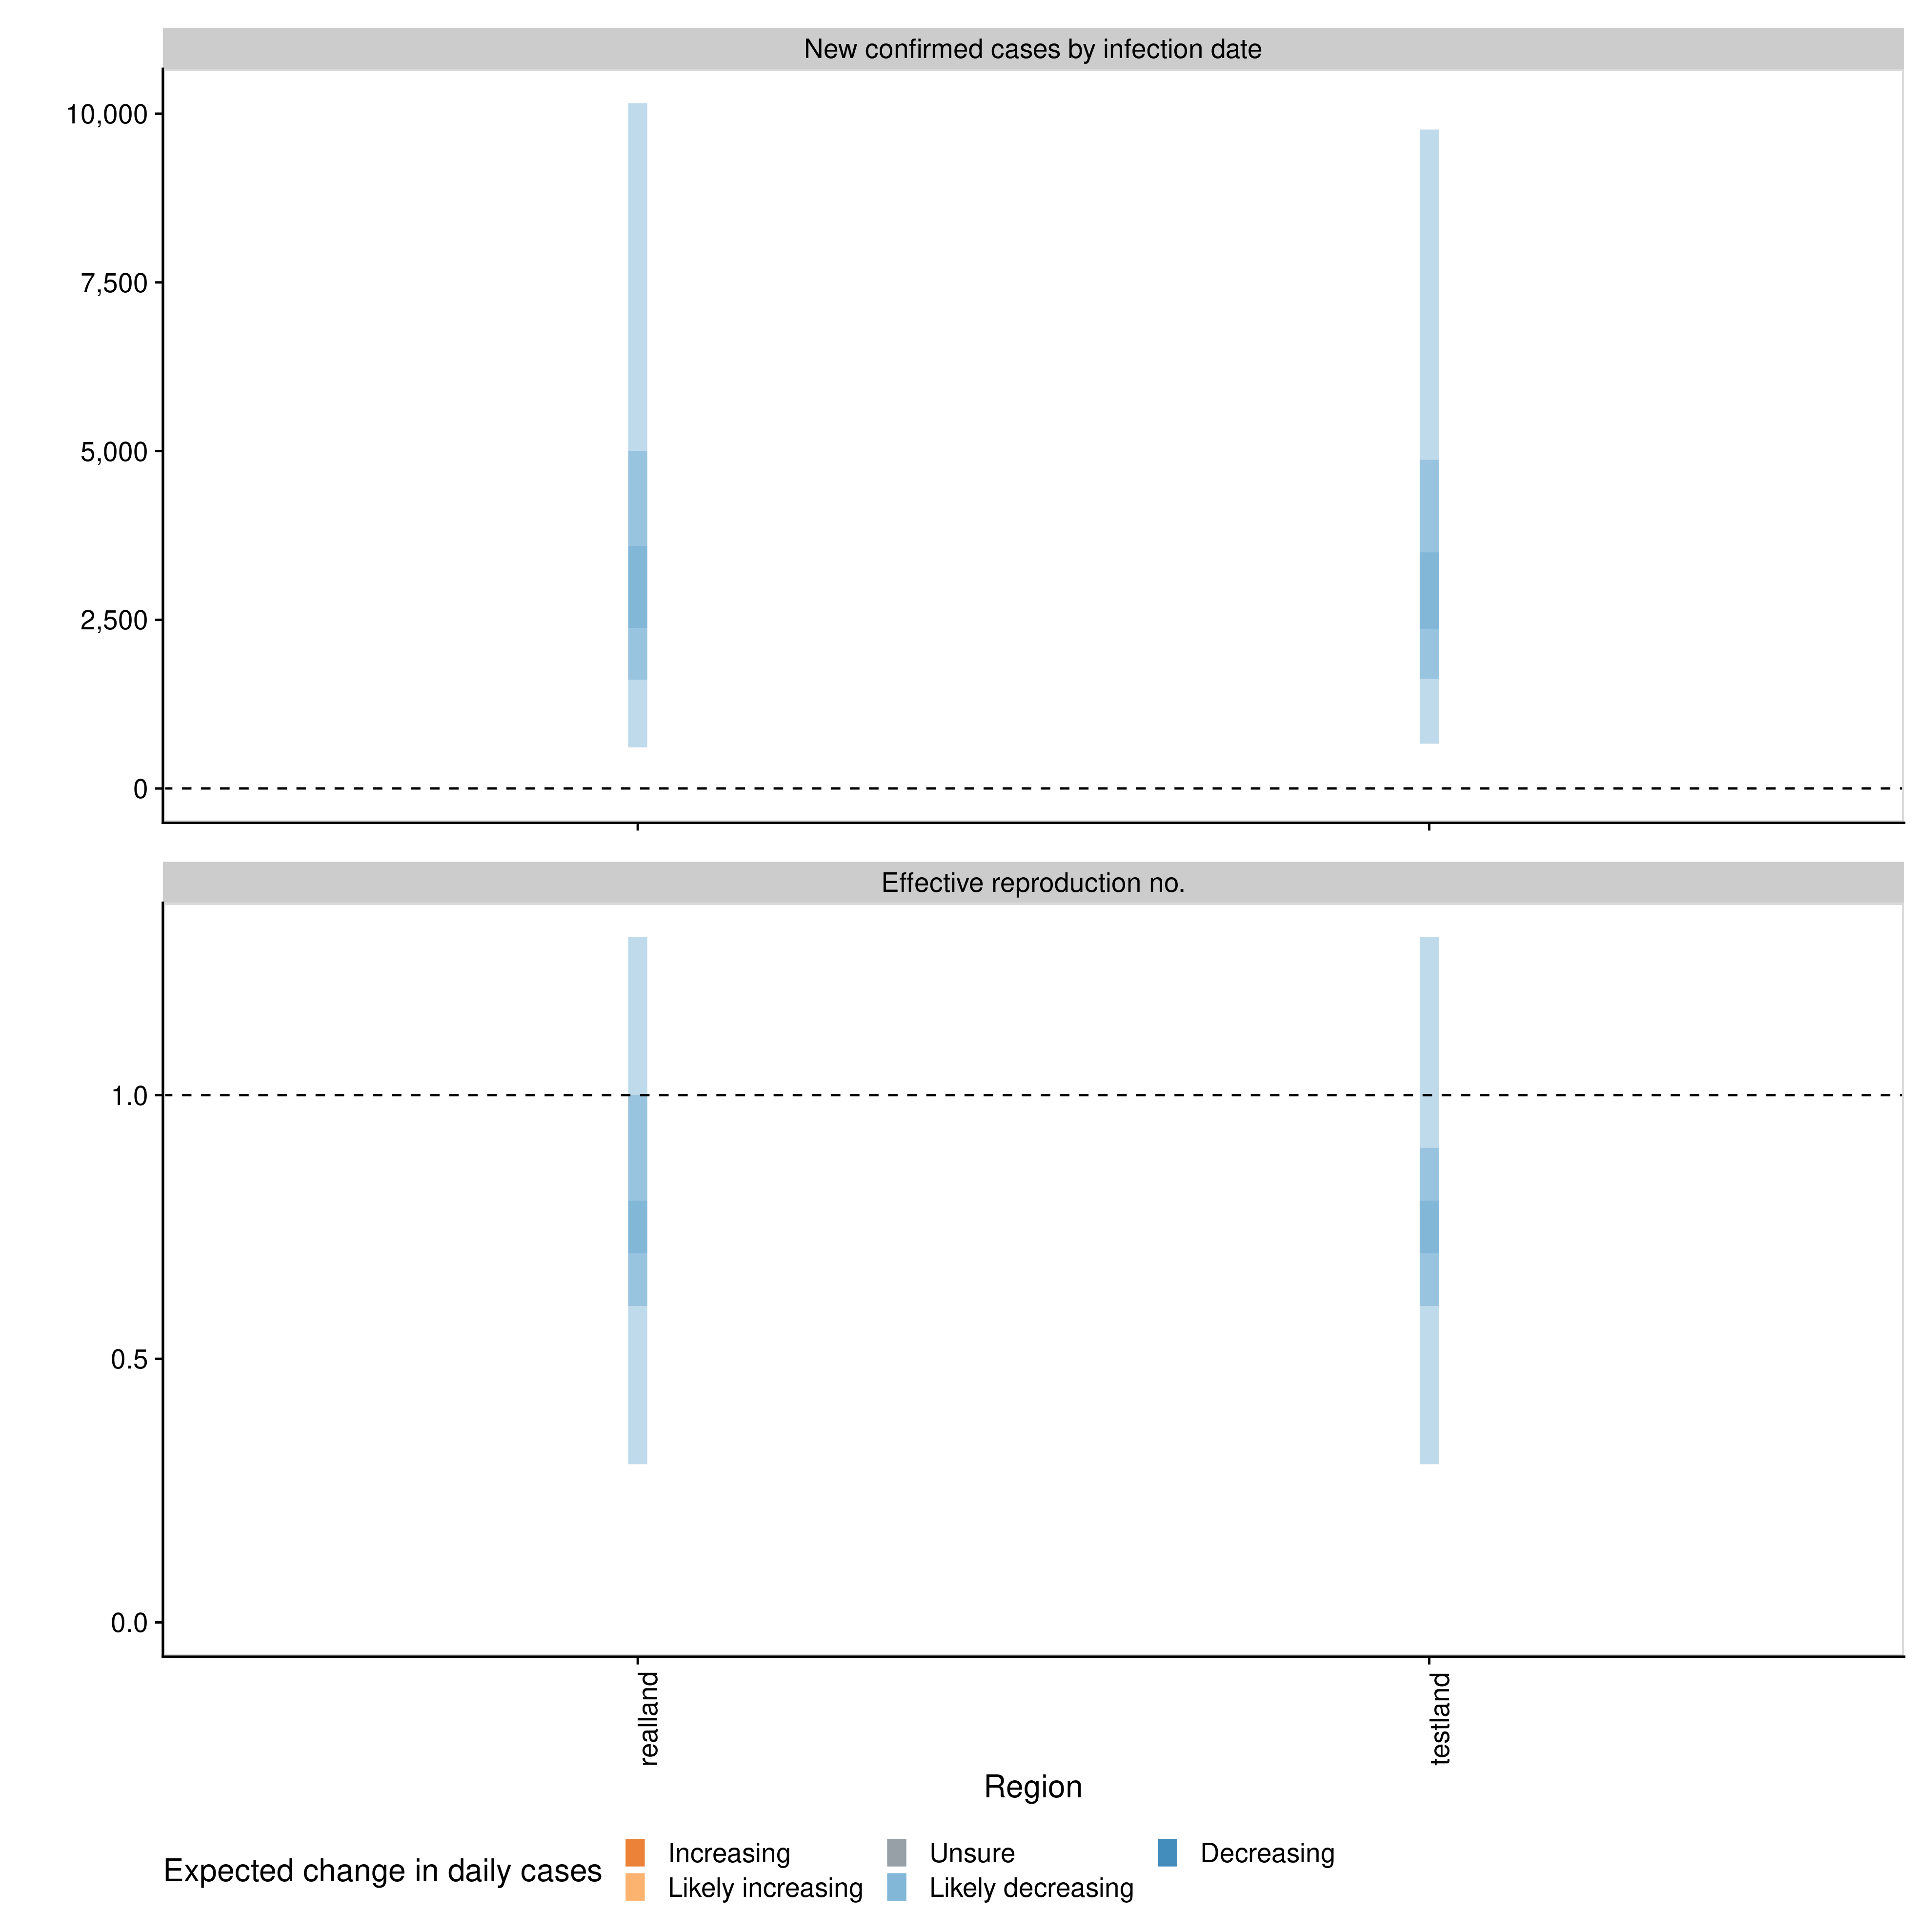 New confirmed cases by infection date
10,000
7,500
5,000
2,500
0
Effective reproduction no.
1.0
0.5
0.0
realland
testland
Region
Expected change in daily cases
Increasing
Unsure
Decreasing
Likely increasing
Likely decreasing